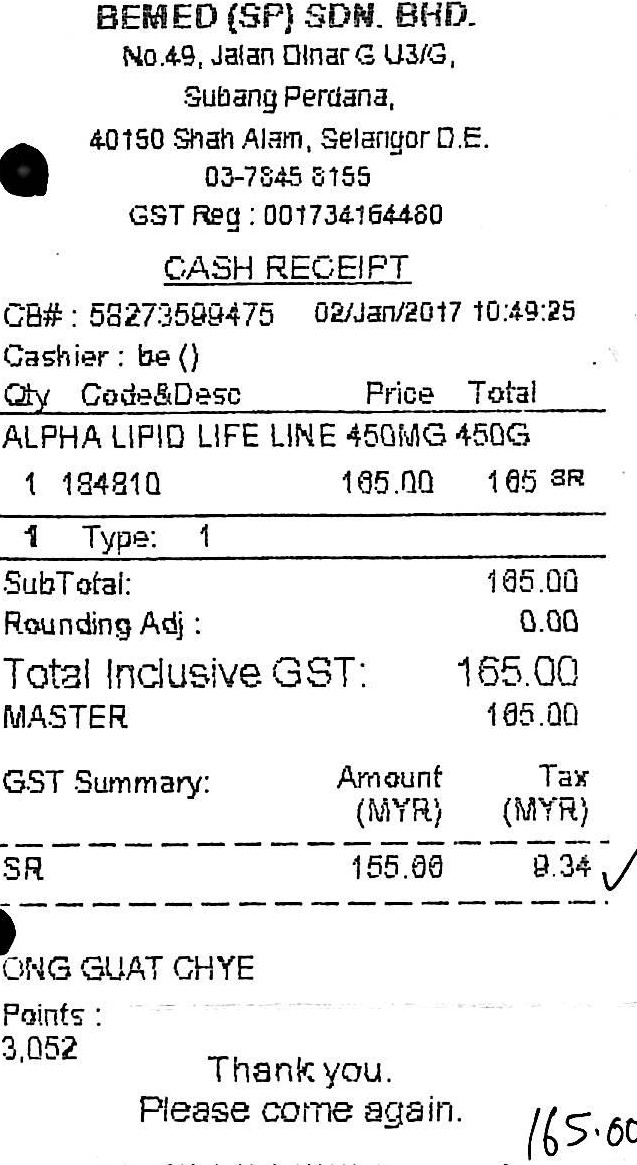 BEMED (SP) SDN. BHD.
No.49, Jalan Dinar G U3/G,
Subang Perdana,
40150 Shah Alam, Selangor D.E.
03-7845 8155
GST Reg : 001734164480
CASH RECEIPT
CB# : 58273599475 02/Jan/2017 10:49:25
Cashier : be ()
Qty Code&Desc Price Total
ALPHA LIPID LIFE LINE 450MG 450G
1 184810 165.00 165 SR
1 Type: 1
SubTotal: 165.00
Rounding Adj : 0.00
Total Inclusive GST: 165.00
MASTER 165.00
GST Summary: Amount Tax
(MYR) (MYR)
SR 155.66 9.34
ONG GUAT CHYE
Points :
3,052
Thank you.
Please come again.
165.00